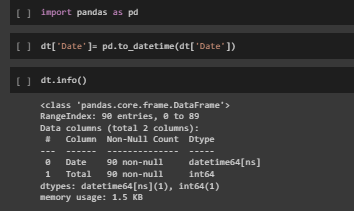 [ ] import pandas as pd
[ ] dt['Date']= pd.to_datetime(dt['Date'])
[ ] dt.info()
<class 'pandas.core.frame.DataFrame'>
RangeIndex: 90 entries, 0 to 89
Data columns (total 2 columns):
 #   Column  Non-Null Count  Dtype
---  ------  --------------  -----
 0   Date    90 non-null     datetime64[ns]
 1   Total   90 non-null     int64
dtypes: datetime64[ns](1), int64(1)
memory usage: 1.5 KB